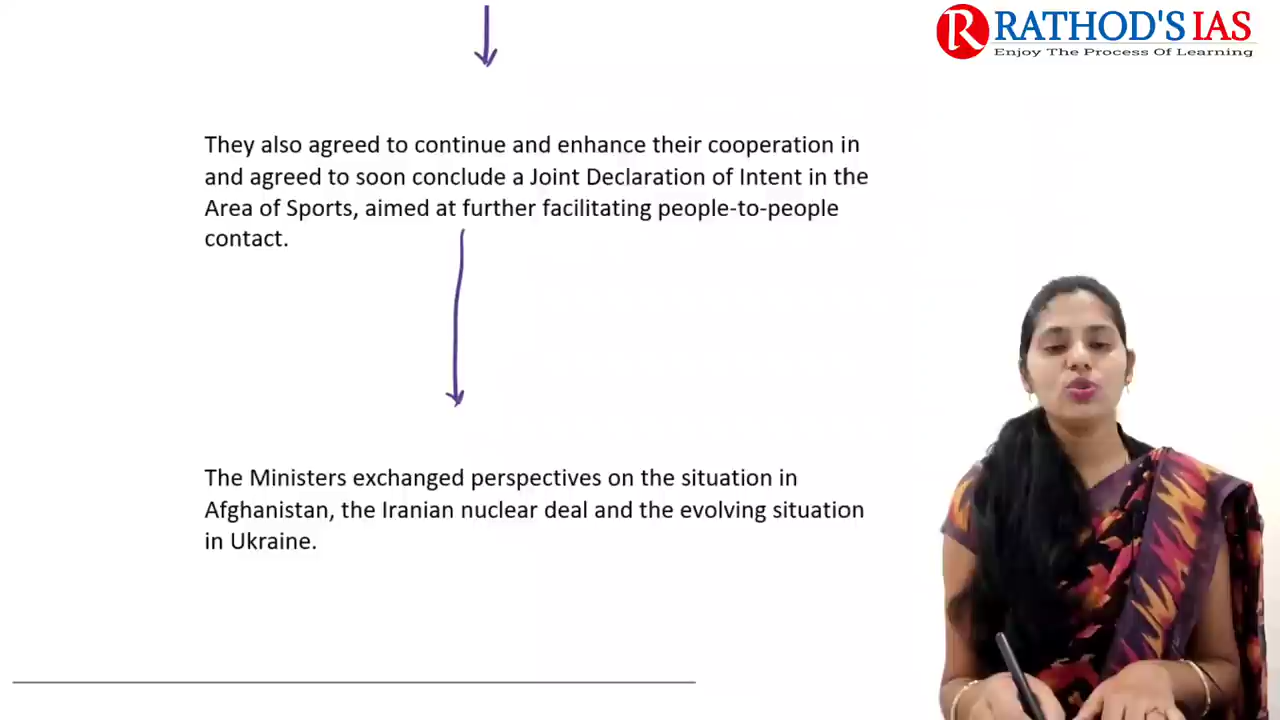 R RATHOD'S IAS
Enjoy The Process Of Learning
They also agreed to continue and enhance their cooperation in
and agreed to soon conclude a Joint Declaration of Intent in the
Area of Sports, aimed at further facilitating people-to-people
contact.
The Ministers exchanged perspectives on the situation in
Afghanistan, the Iranian nuclear deal and the evolving situation
in Ukraine.